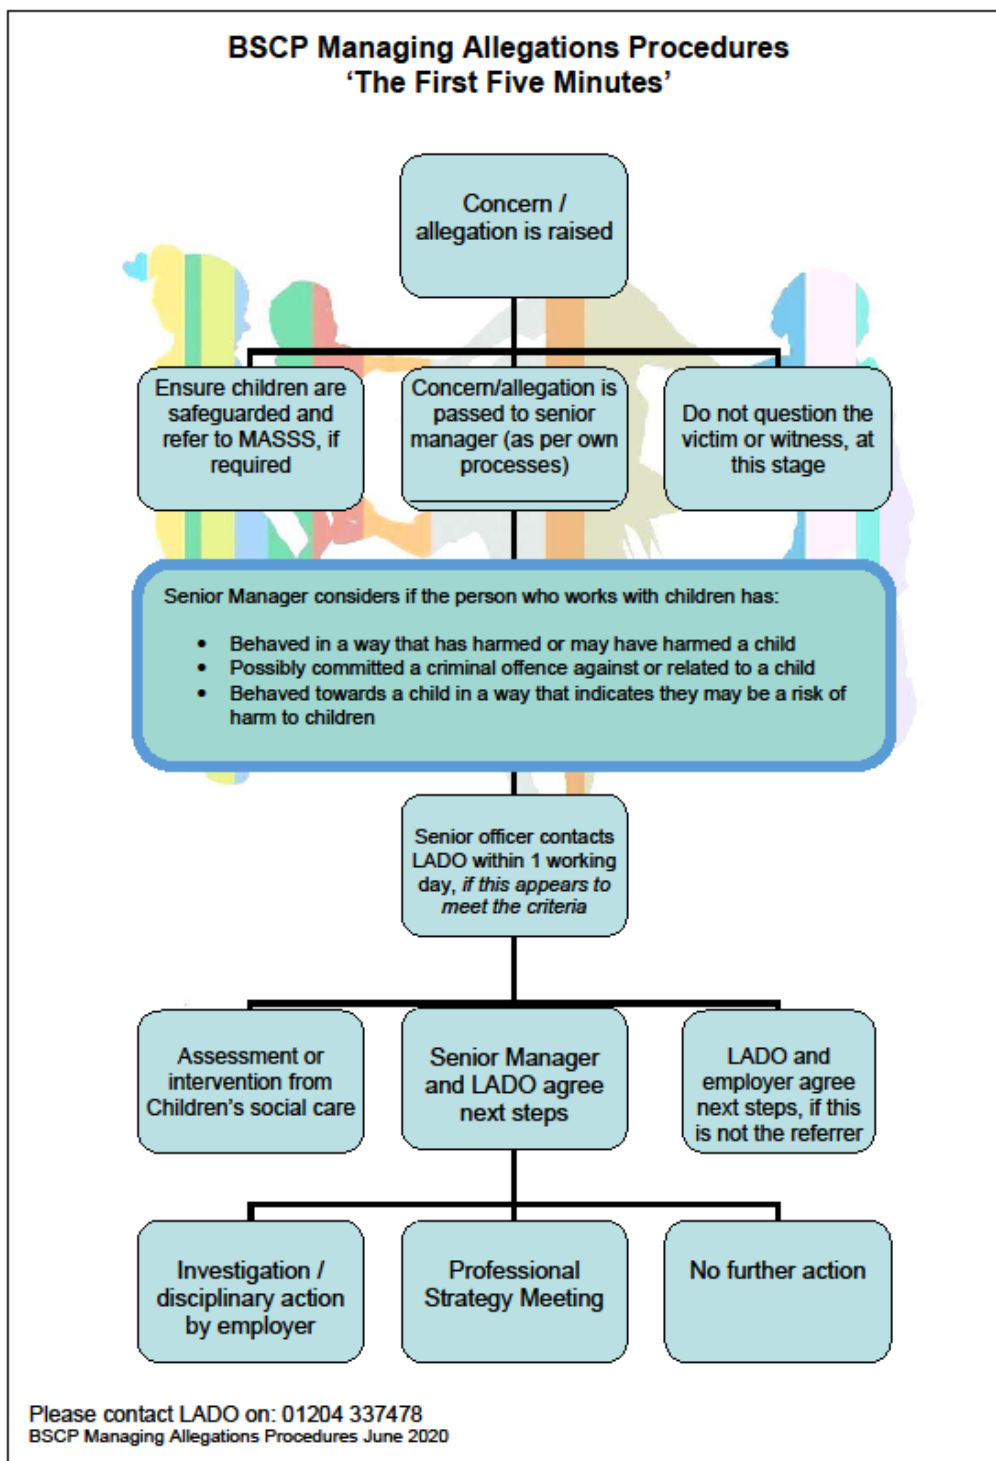 BSCP Managing Allegations Procedures
‘The First Five Minutes’
Concern /
allegation is raised
Ensure children are
safeguarded and
refer to MASSS, if
required
Concern/allegation is
passed to senior
manager (as per own
processes)
Do not question the
victim or witness, at
this stage
Senior Manager considers if the person who works with children has:
• Behaved in a way that has harmed or may have harmed a child
• Possibly committed a criminal offence against or related to a child
• Behaved towards a child in a way that indicates they may be a risk of
harm to children
Senior officer contacts
LADO within 1 working
day, if this appears to
meet the criteria
Assessment or
intervention from
Children’s social care
Senior Manager
and LADO agree
next steps
LADO and
employer agree
next steps, if this
is not the referrer
Investigation /
disciplinary action
by employer
Professional
Strategy Meeting
No further action
Please contact LADO on: 01204 337478
BSCP Managing Allegations Procedures June 2020